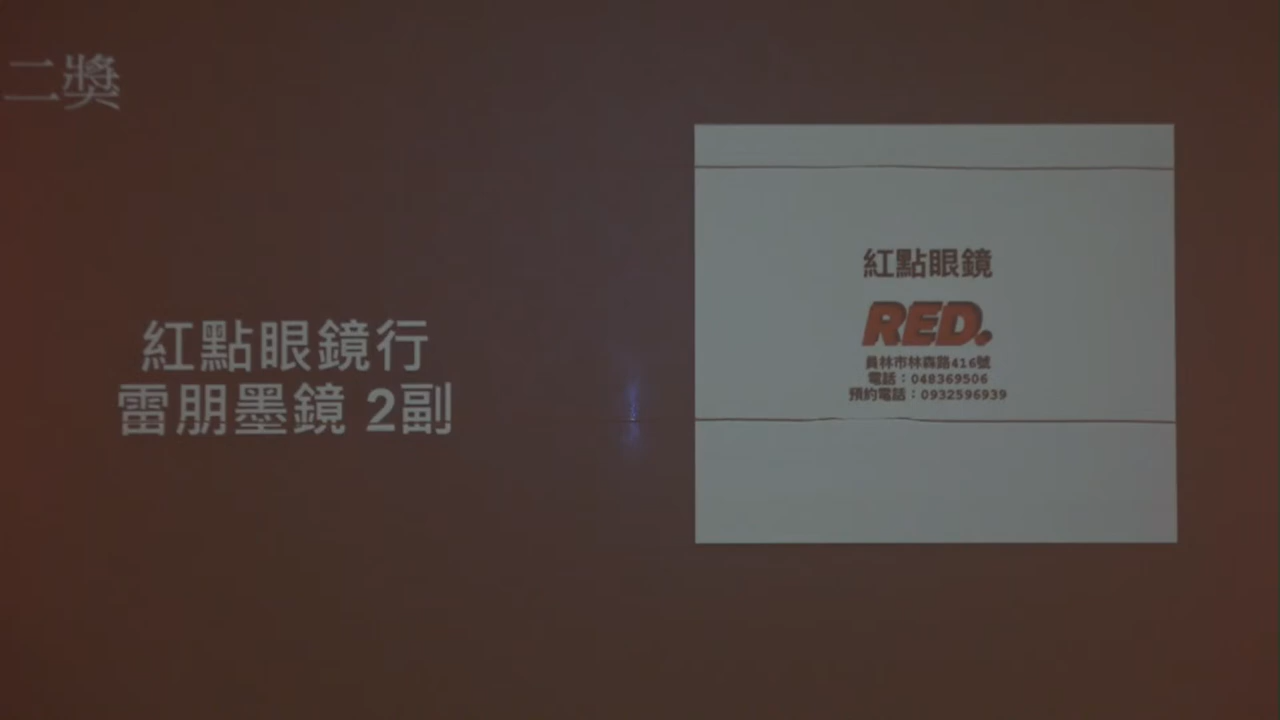 二獎
紅點眼鏡行
雷朋墨鏡 2副
紅點眼鏡
RED.
員林市林森路416號
電話：048369506
預約電話：0932596939